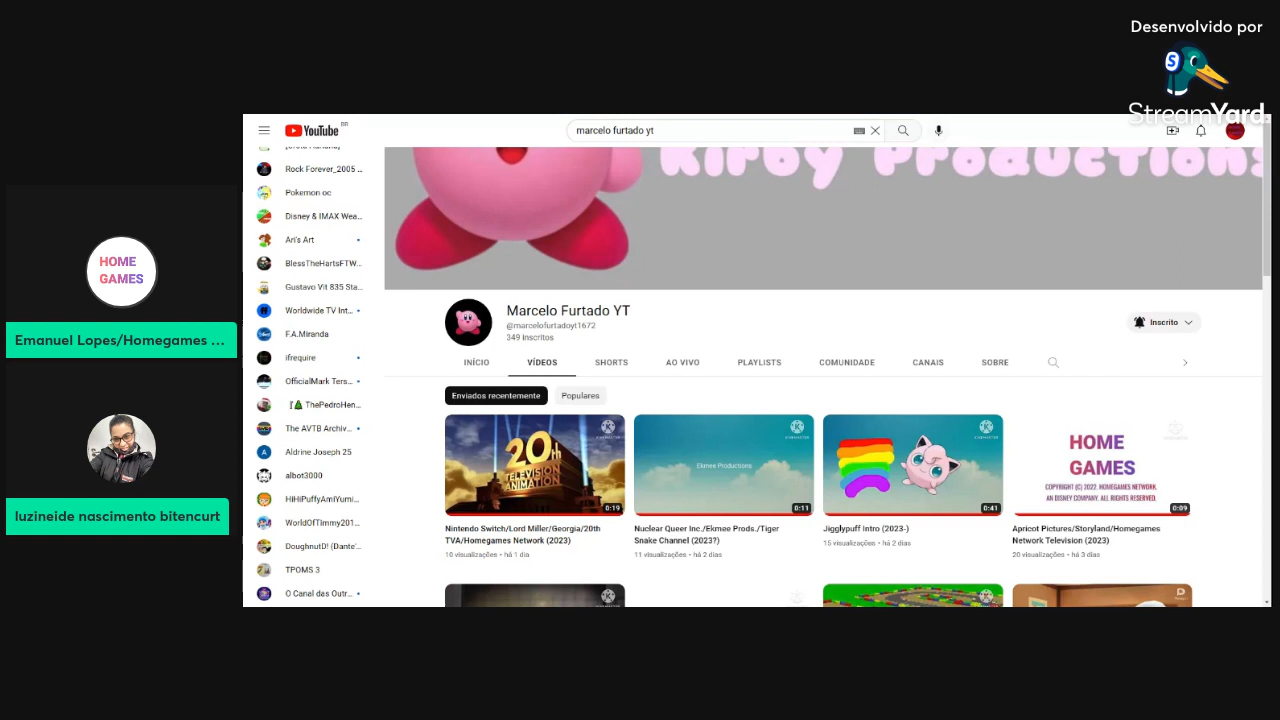 Desenvolvido por
StreamYard.
YouTube BR
marcelo furtado yt
Rock Forever_2005 ...
Pokemon oc
Disney & IMAX Wea...
Ari's Art
BlessTheHartsFTW...
Gustavo Vit 835 Sta...
Worldwide TV Int...
F.A.Miranda
ifrequire
OfficialMark Ters...
ThePedroHen...
The AVTB Archiv...
Aldrine Joseph 25
albot3000
HiHiPuffyAmiYumi...
WorldOfTimmy201...
DoughnutD! (Dante'...
TPOMS 3
O Canal das Outr...
Kirby Productions
Marcelo Furtado YT
@marcelofurtadoyt1672
349 inscritos
Inscrito
INÍCIO
VÍDEOS
SHORTS
AO VIVO
PLAYLISTS
COMUNIDADE
CANAIS
SOBRE
Enviados recentemente
Populares
20th
TELEVISION
ANIMATION
0:19
Nintendo Switch/Lord Miller/Georgia/20th
TVA/Homegames Network (2023)
10 visualizações • há 1 dia
Ekmee Productions
0:11
Nuclear Queer Inc./Ekmee Prods./Tiger
Snake Channel (2023?)
11 visualizações • há 2 dias
0:41
Jigglypuff Intro (2023-)
15 visualizações • há 2 dias
HOME
GAMES
COPYRIGHT (C) 2022. HOMEGAMES NETWORK.
AN DISNEY COMPANY. ALL RIGHTS RESERVED.
0:09
Apricot Pictures/Storyland/Homegames
Network Television (2023)
20 visualizações • há 3 dias
HOME
GAMES
Emanuel Lopes/Homegames ...
luzineide nascimento bitencurt